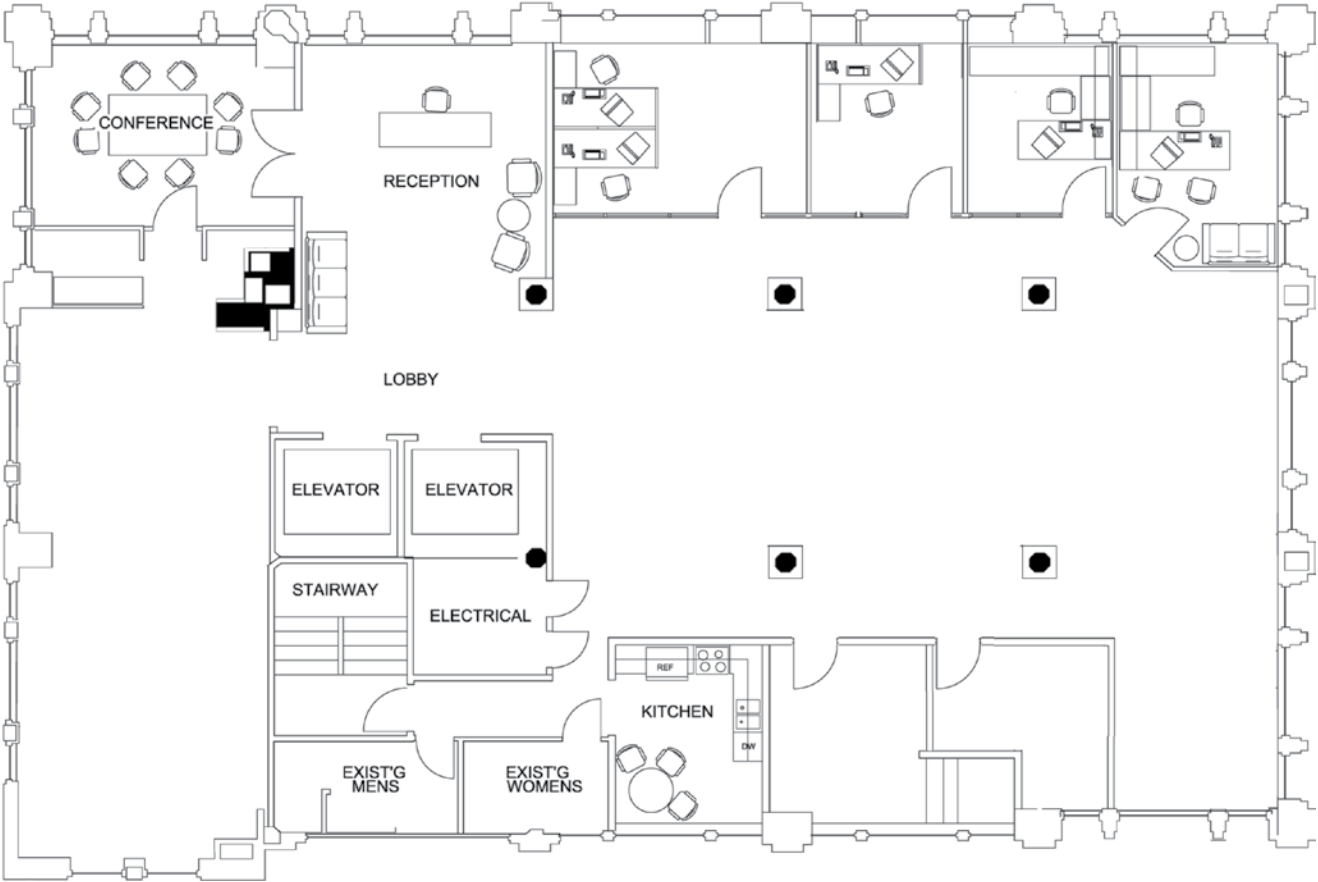 CONFERENCE
RECEPTION
LOBBY
ELEVATOR
ELEVATOR
STAIRWAY
ELECTRICAL
REF
KITCHEN
DW
EXIST'G
MENS
EXIST'G
WOMENS